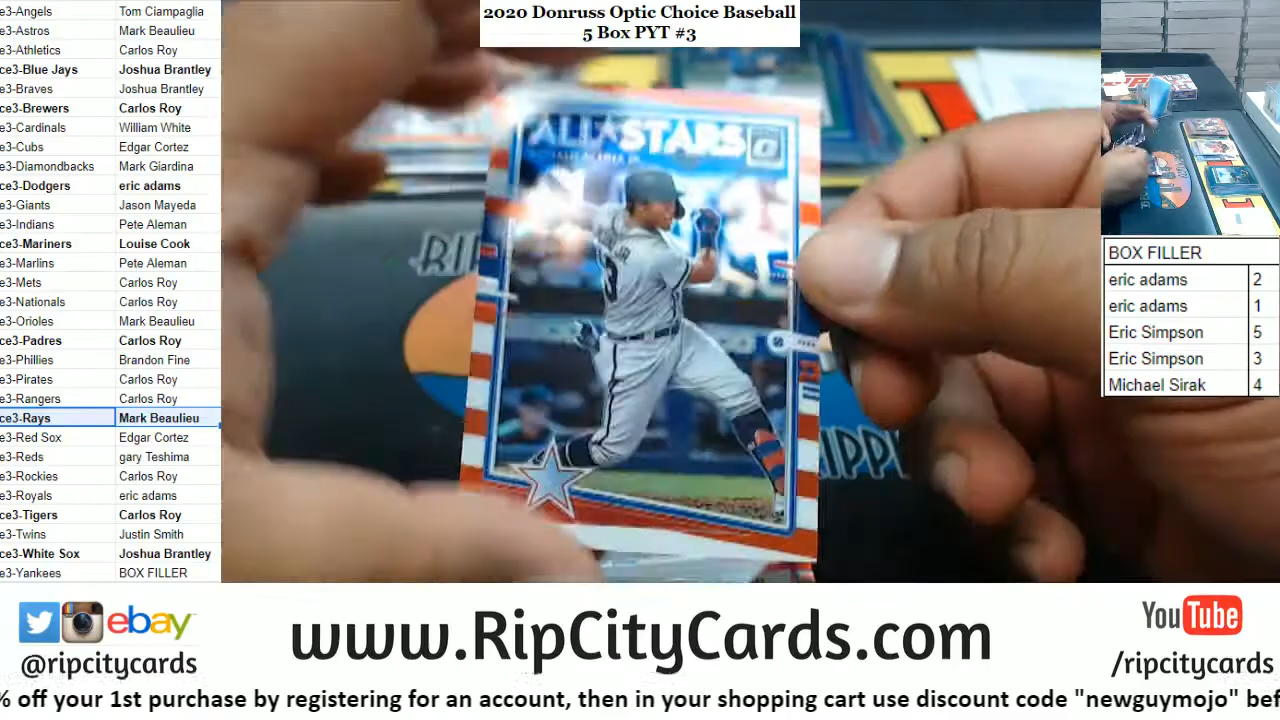 2020 Donruss Optic Choice Baseball
5 Box PYT #3
e3-Angels Tom Ciampaglia
e3-Astros Mark Beaulieu
e3-Athletics Carlos Roy
ce3-Blue Jays Joshua Brantley
e3-Braves Joshua Brantley
ce3-Brewers Carlos Roy
e3-Cardinals William White
e3-Cubs Edgar Cortez
e3-Diamondbacks Mark Giardina
ce3-Dodgers eric adams
e3-Giants Jason Mayeda
e3-Indians Pete Aleman
ce3-Mariners Louise Cook
e3-Marlins Pete Aleman
e3-Mets Carlos Roy
e3-Nationals Carlos Roy
e3-Orioles Mark Beaulieu
ce3-Padres Carlos Roy
e3-Phillies Brandon Fine
e3-Pirates Carlos Roy
e3-Rangers Carlos Roy
ce3-Rays Mark Beaulieu
e3-Red Sox Edgar Cortez
e3-Reds gary Teshima
e3-Rockies Carlos Roy
e3-Royals eric adams
ce3-Tigers Carlos Roy
e3-Twins Justin Smith
ce3-White Sox Joshua Brantley
e3-Yankees BOX FILLER
ALL STARS
RIP
RIPPI
BOX FILLER
eric adams 2
eric adams 1
Eric Simpson 5
Eric Simpson 3
Michael Sirak 4
ebay
@ripcitycards
www.RipCityCards.com
YouTube
/ripcitycards
% off your 1st purchase by registering for an account, then in your shopping cart use discount code "newguymojo" bef